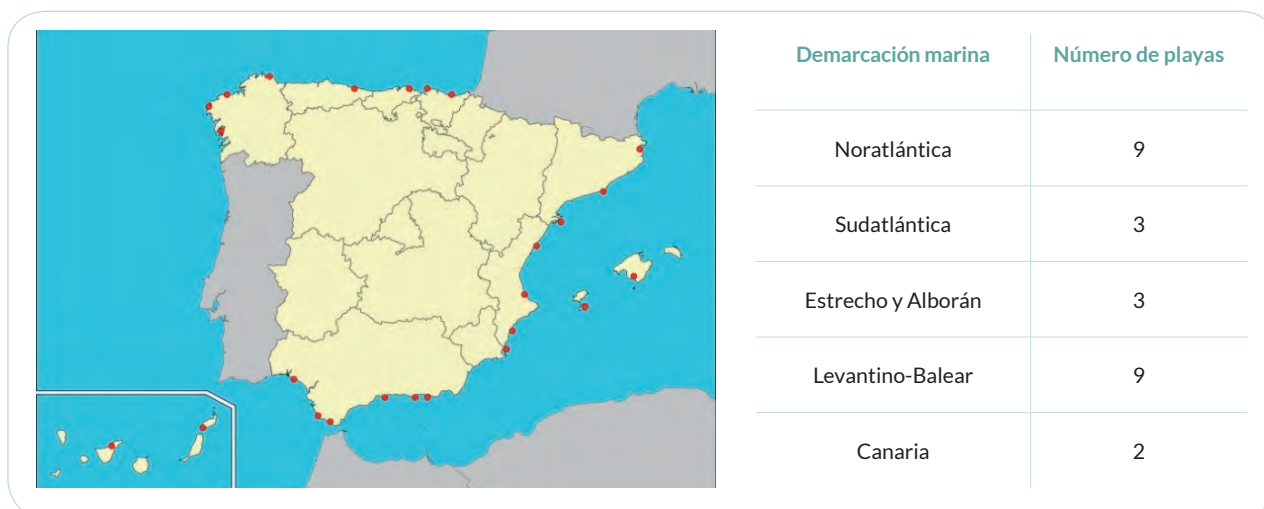 Demarcación marina Número de playas
Noratlántica 9
Sudatlántica 3
Estrecho y Alborán 3
Levantino-Balear 9
Canaria 2